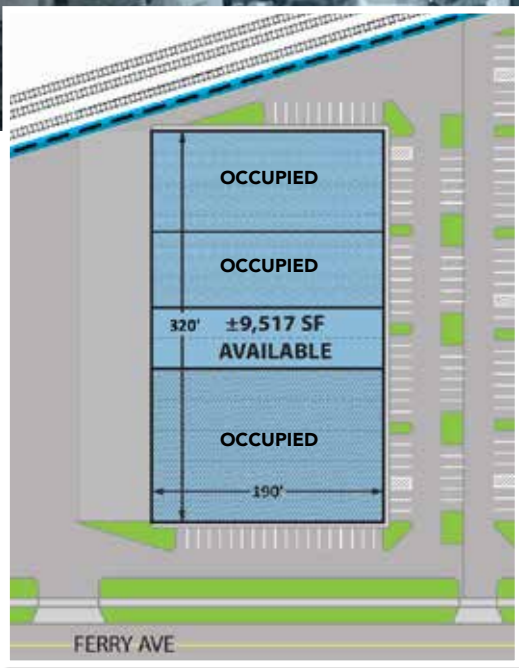 OCCUPIED
OCCUPIED
320' ±9,517 SF
AVAILABLE
OCCUPIED
190'
FERRY AVE